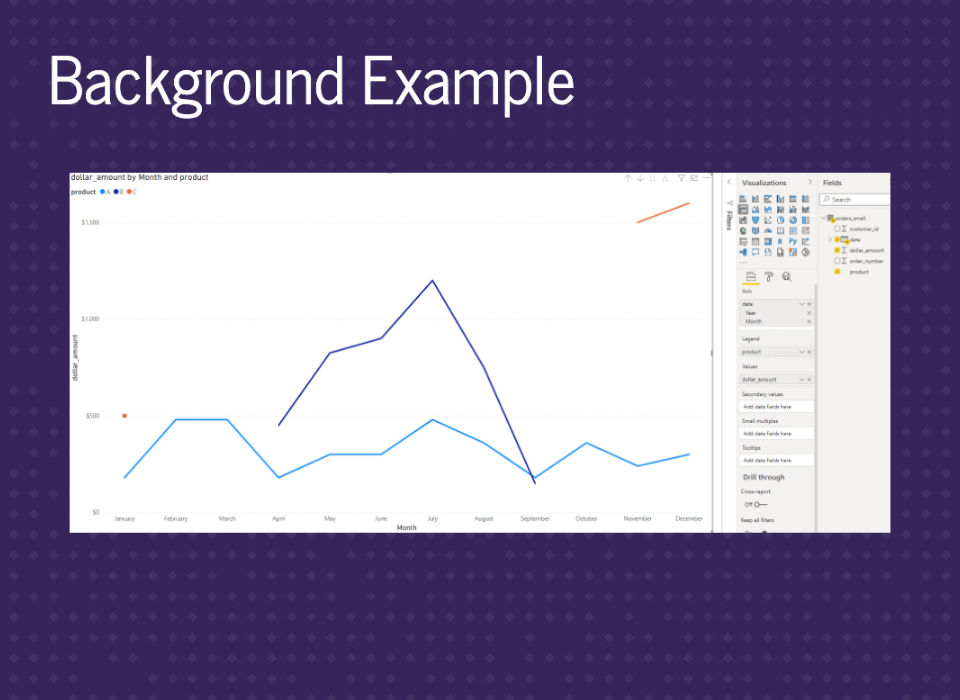 Background Example
dollar_amount by Month and product
product A B C
$1,500
$1,000
$500
$0
dollar_amount
January February March April May June July August September October November December
Month
Filters
Visualizations
Axis
date
Year
Month
Legend
product
Values
dollar_amount
Secondary values
Add data fields here
Small multiples
Add data fields here
Tooltips
Add data fields here
Drill through
Cross-report
Off
Keep all filters
Fields
Search
orders_small
customer_id
date
dollar_amount
order_number
product